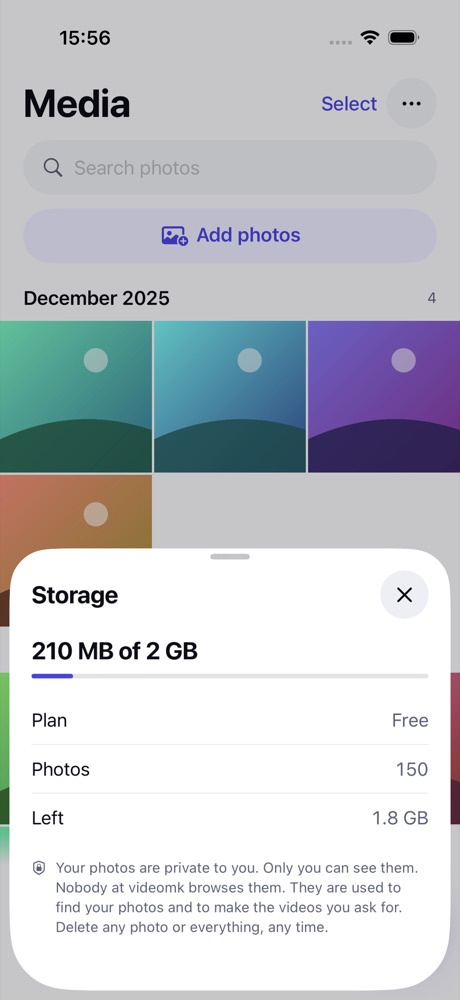 15:56
Media
Select
Search photos
Add photos
December 2025
4
Storage
210 MB of 2 GB
Plan
Free
Photos
150
Left
1.8 GB
Your photos are private to you. Only you can see them.
Nobody at videomk browses them. They are used to
find your photos and to make the videos you ask for.
Delete any photo or everything, any time.